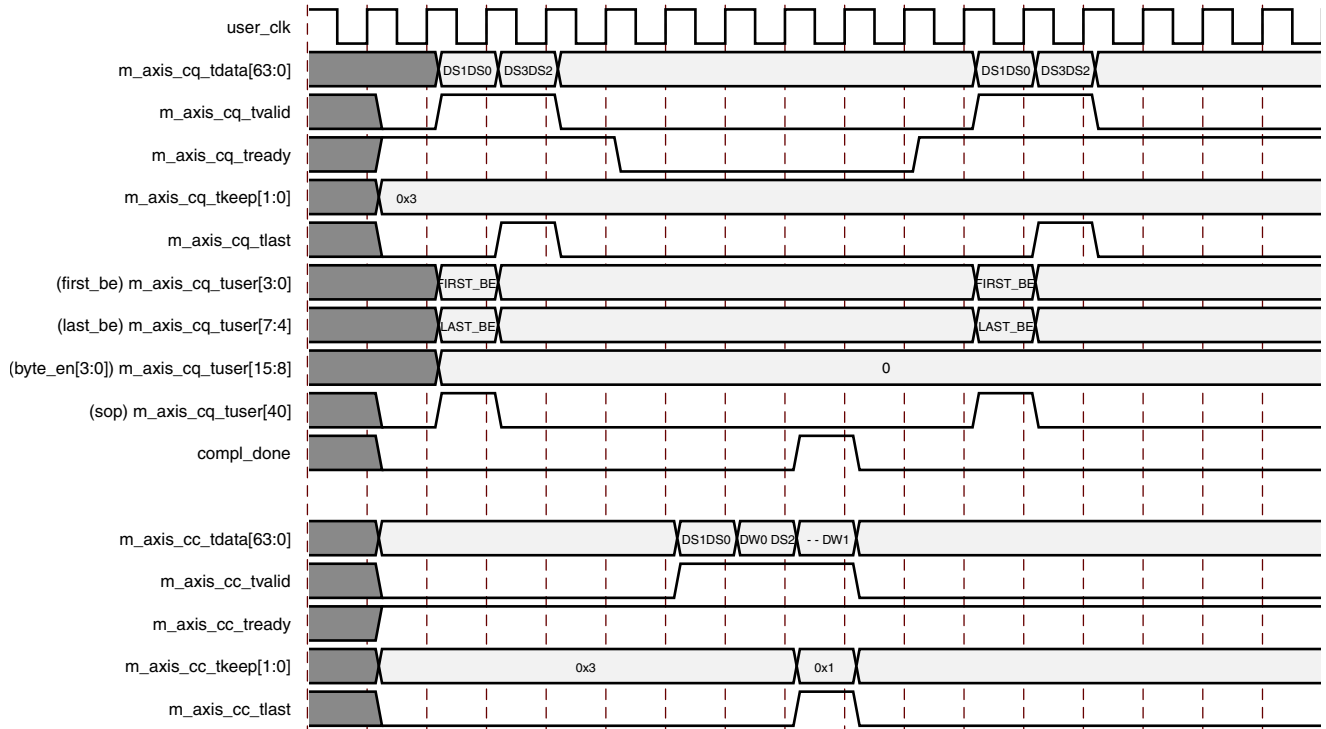 user_clk
m_axis_cq_tdata[63:0] DS1DS0 DS3DS2 DS1DS0 DS3DS2
m_axis_cq_tvalid
m_axis_cq_tready
m_axis_cq_tkeep[1:0] 0x3
m_axis_cq_tlast
(first_be) m_axis_cq_tuser[3:0] FIRST_BE FIRST_BE
(last_be) m_axis_cq_tuser[7:4] LAST_BE LAST_BE
(byte_en[3:0]) m_axis_cq_tuser[15:8] 0
(sop) m_axis_cq_tuser[40]
compl_done
m_axis_cc_tdata[63:0] DS1DS0 DW0 DS2 - - DW1
m_axis_cc_tvalid
m_axis_cc_tready
m_axis_cc_tkeep[1:0] 0x3 0x1
m_axis_cc_tlast